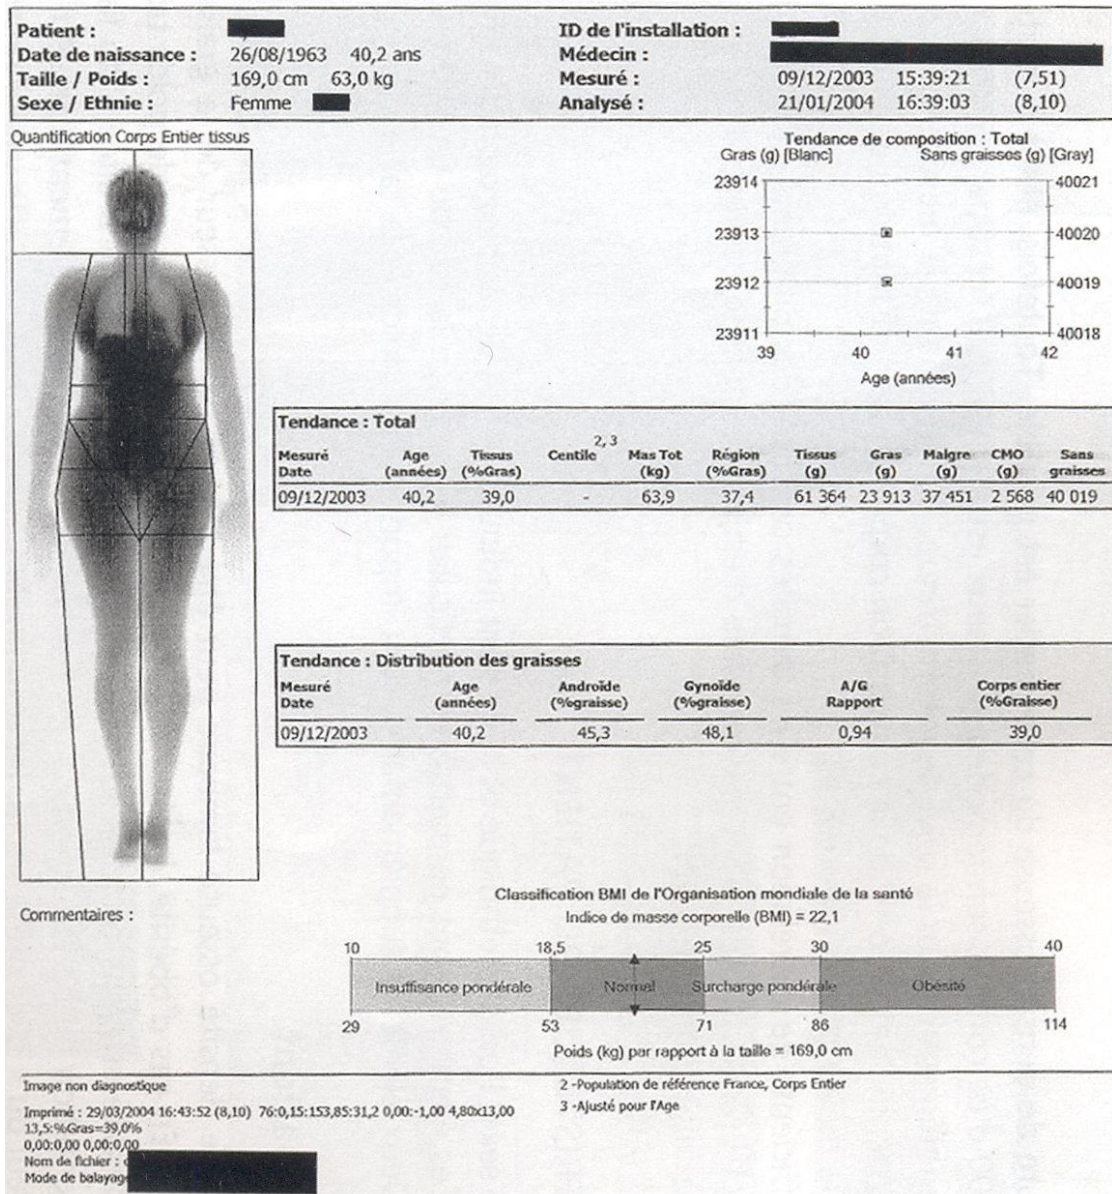 Patient :
Date de naissance : 26/08/1963 40,2 ans
Taille / Poids : 169,0 cm 63,0 kg
Sexe / Ethnie : Femme
ID de l'installation :
Médecin :
Mesuré : 09/12/2003 15:39:21 (7,51)
Analysé : 21/01/2004 16:39:03 (8,10)
Quantification Corps Entier tissus
Tendance de composition : Total
Gras (g) [Blanc] Sans graisses (g) [Gray]
23914 40021
23913 40020
23912 40019
23911 40018
39 40 41 42
Age (années)
Tendance : Total
2, 3
Mesuré Age Tissus Centile Mas Tot Région Tissus Gras Maigre CMO Sans
Date (années) (%Gras) (kg) (%Gras) (g) (g) (g) (g) graisses
09/12/2003 40,2 39,0 - 63,9 37,4 61 364 23 913 37 451 2 568 40 019
Tendance : Distribution des graisses
Mesuré Age Androïde Gynoïde A/G Corps entier
Date (années) (%graisse) (%graisse) Rapport (%Graisse)
09/12/2003 40,2 45,3 48,1 0,94 39,0
Commentaires :
Classification BMI de l'Organisation mondiale de la santé
Indice de masse corporelle (BMI) = 22,1
10 18,5 25 30 40
Insuffisance pondérale Normal Surcharge pondérale Obésité
29 53 71 86 114
Poids (kg) par rapport à la taille = 169,0 cm
Image non diagnostique
Imprimé : 29/03/2004 16:43:52 (8,10) 76:0,15:153,85:31,2 0,00:-1,00 4,80x13,00
13,5:%Gras=39,0%
0,00:0,00 0,00:0,00
Nom de fichier :
Mode de balayage
2 -Population de référence France, Corps Entier
3 -Ajusté pour l'Age